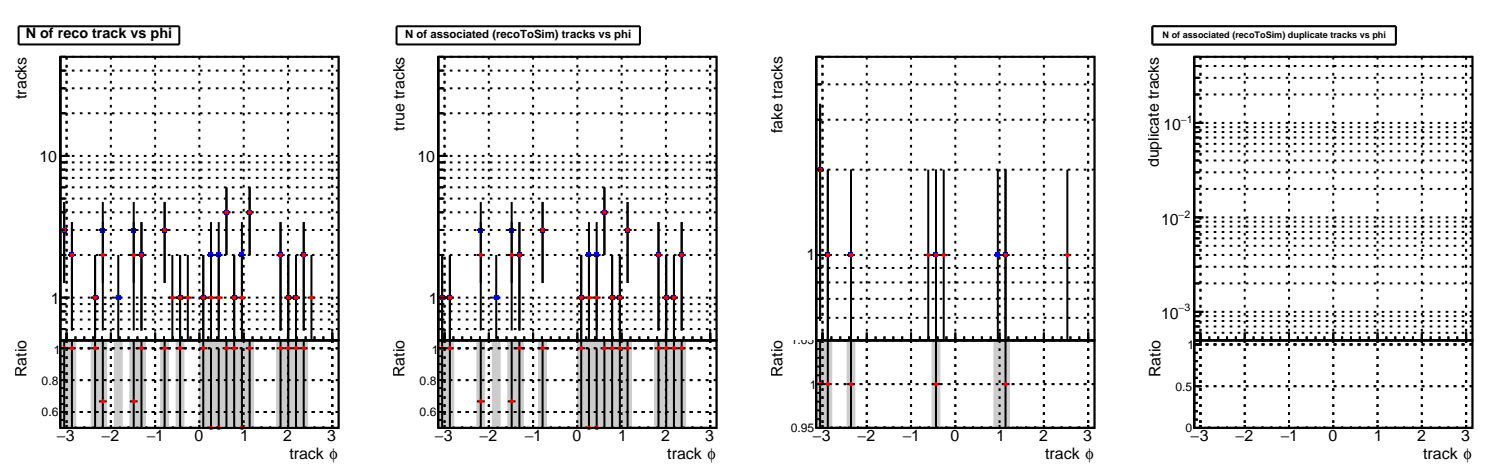 N of reco track vs phi
tracks
10
1
Ratio
1
0.8
0.6
−3 −2 −1 0 1 2 3
track ϕ
N of associated (recoToSim) tracks vs phi
true tracks
10
1
Ratio
1
0.8
0.6
−3 −2 −1 0 1 2 3
track ϕ
fake tracks
1
Ratio
1.05
1
0.95
−3 −2 −1 0 1 2 3
track ϕ
N of associated (recoToSim) duplicate tracks vs phi
duplicate tracks
10−1
10−2
10−3
Ratio
1
0.5
0
−3 −2 −1 0 1 2 3
track ϕ